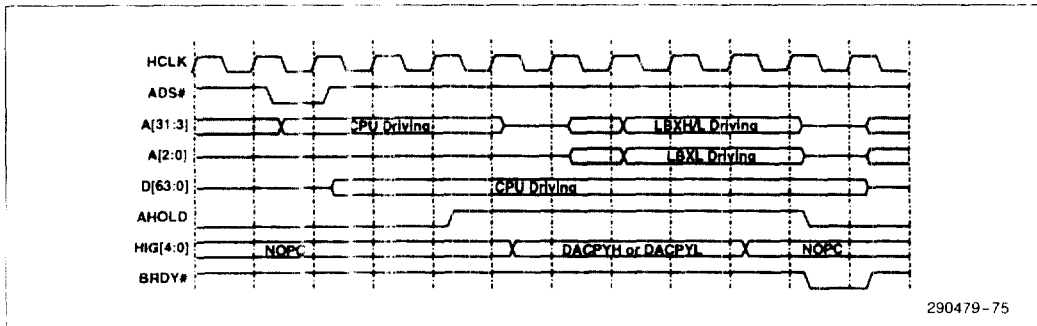 HCLK
ADS#
A[31:3] CPU Driving LBXH/L Driving
A[2:0] LBXL Driving
D[63:0] CPU Driving
AHOLD
HIG[4:0] NOPC DACPYH or DACPYL NOPC
BRDY#
290479-75